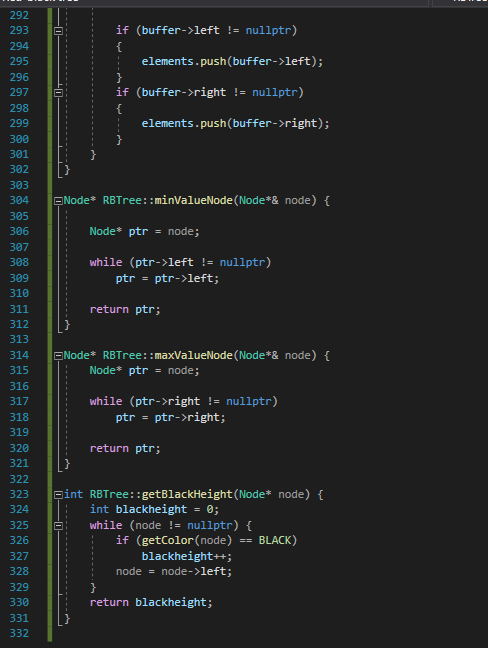 292
293 if (buffer->left != nullptr)
294 {
295 elements.push(buffer->left);
296 }
297 if (buffer->right != nullptr)
298 {
299 elements.push(buffer->right);
300 }
301 }
302 }
303
304 Node* RBTree::minValueNode(Node*& node) {
305
306 Node* ptr = node;
307
308 while (ptr->left != nullptr)
309 ptr = ptr->left;
310
311 return ptr;
312 }
313
314 Node* RBTree::maxValueNode(Node*& node) {
315 Node* ptr = node;
316
317 while (ptr->right != nullptr)
318 ptr = ptr->right;
319
320 return ptr;
321 }
322
323 int RBTree::getBlackHeight(Node* node) {
324 int blackheight = 0;
325 while (node != nullptr) {
326 if (getColor(node) == BLACK)
327 blackheight++;
328 node = node->left;
329 }
330 return blackheight;
331 }
332